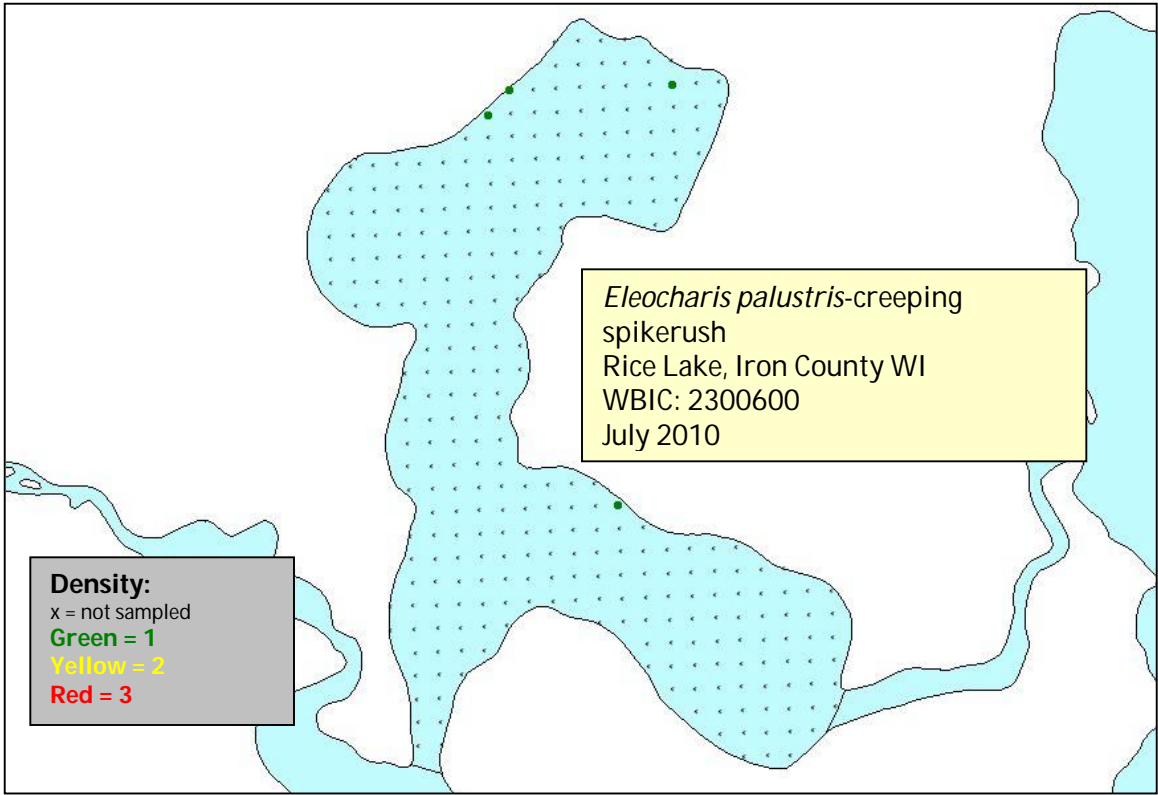 Eleocharis palustris-creeping
spikerush
Rice Lake, Iron County WI
WBIC: 2300600
July 2010
Density:
x = not sampled
Green = 1
Yellow = 2
Red = 3